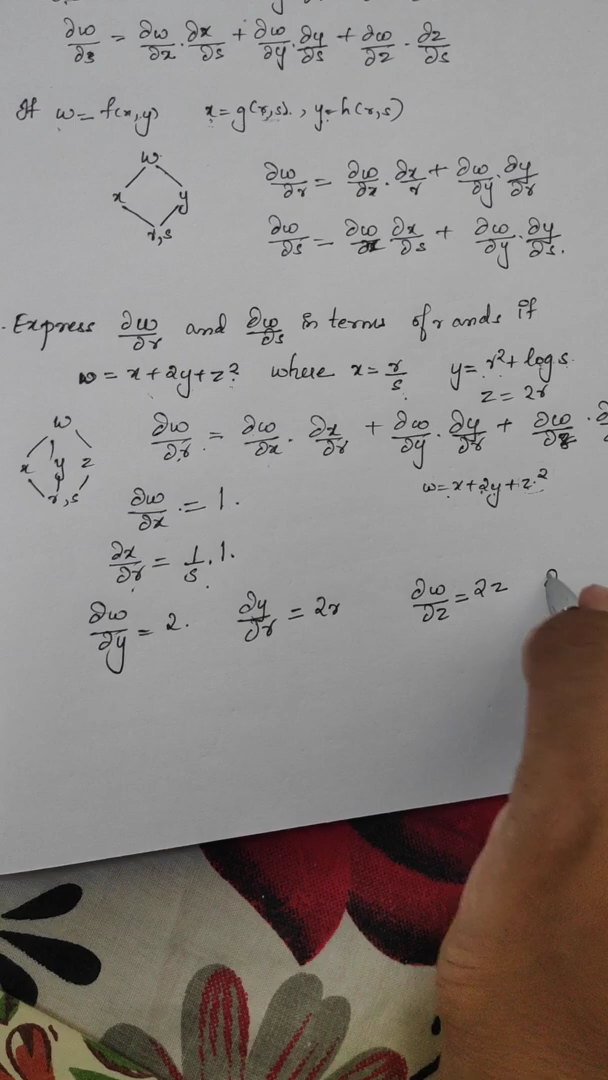 ∂w/∂s = ∂w/∂x · ∂x/∂s + ∂w/∂y · ∂y/∂s + ∂w/∂z · ∂z/∂s
If w = f(x,y) x = g(r,s)., y = h(r,s)
w
x y
r,s
∂w/∂r = ∂w/∂x · ∂x/r + ∂w/∂y · ∂y/∂r
∂w/∂s = ∂w/∂x ∂x/∂s + ∂w/∂y · ∂y/∂s.
. Express ∂w/∂r and ∂w/∂s in terms of r and s if
w = x + 2y + z² where x = r/s y = r² + log s
z = 2r
w
x y z
r,s
∂w/∂r = ∂w/∂x · ∂x/∂r + ∂w/∂y · ∂y/∂r + ∂w/∂z ·
w = x + 2y + z²
∂w/∂x = 1.
∂x/∂r = 1/s . 1.
∂w/∂y = 2. ∂y/∂r = 2r ∂w/∂z = 2z